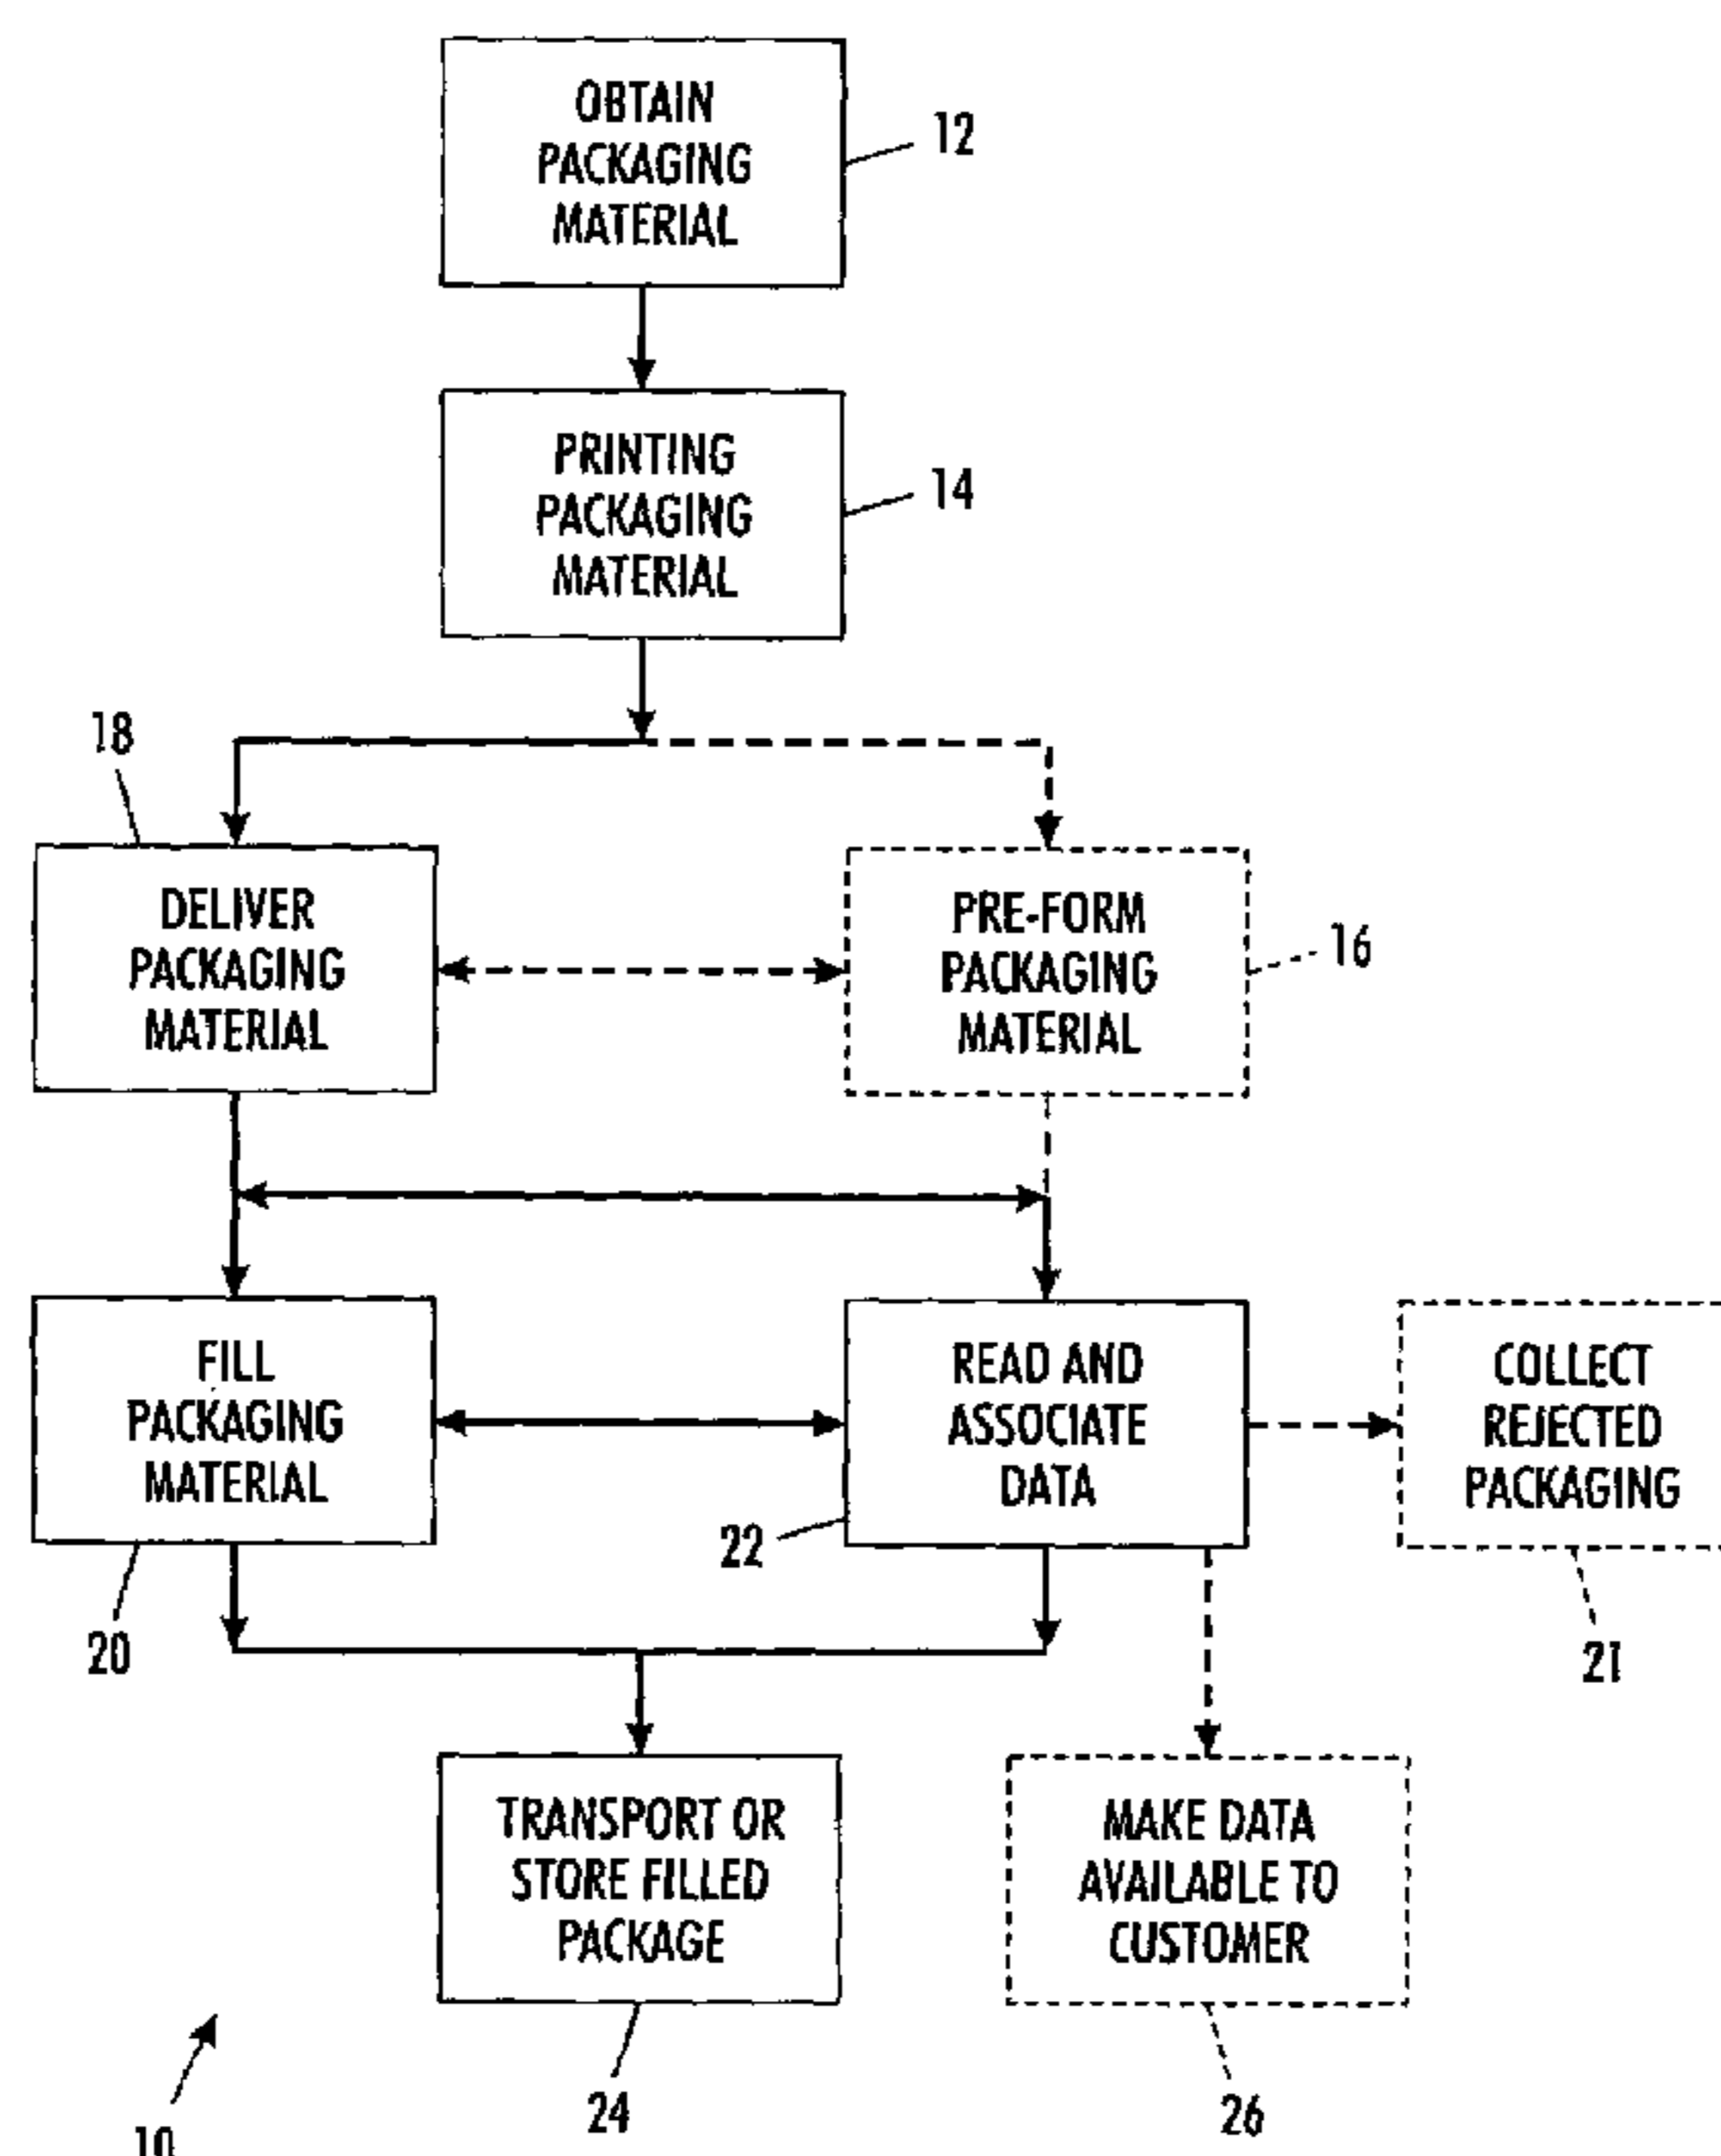 OBTAIN
PACKAGING
MATERIAL
12
PRINTING
PACKAGING
MATERIAL
14
18
DELIVER
PACKAGING
MATERIAL
PRE-FORM
PACKAGING
MATERIAL
16
FILL
PACKAGING
MATERIAL
20
READ AND
ASSOCIATE
DATA
22
COLLECT
REJECTED
PACKAGING
21
TRANSPORT OR
STORE FILLED
PACKAGE
24
MAKE DATA
AVAILABLE TO
CUSTOMER
26
10